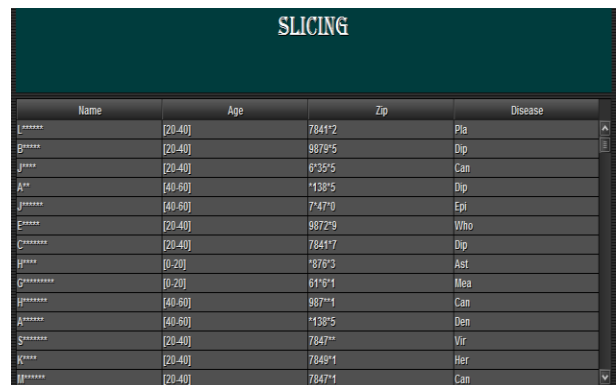 SLICING
Name Age Zip Disease
L****** [20-40] 7841*2 Pla
B***** [20-40] 9879*5 Dip
J**** [20-40] 6*35*5 Can
A** [40-60] *138*5 Dip
J****** [40-60] 7*47*0 Epi
E***** [20-40] 9872*9 Who
C******* [20-40] 7841*7 Dip
H**** [0-20] *876*3 Ast
G********* [0-20] 61*6*1 Mea
H******* [40-60] 987**1 Can
A****** [40-60] *138*5 Den
S******* [20-40] 7847** Vir
K**** [20-40] 7849*1 Her
M****** [20-40] 7847*1 Can